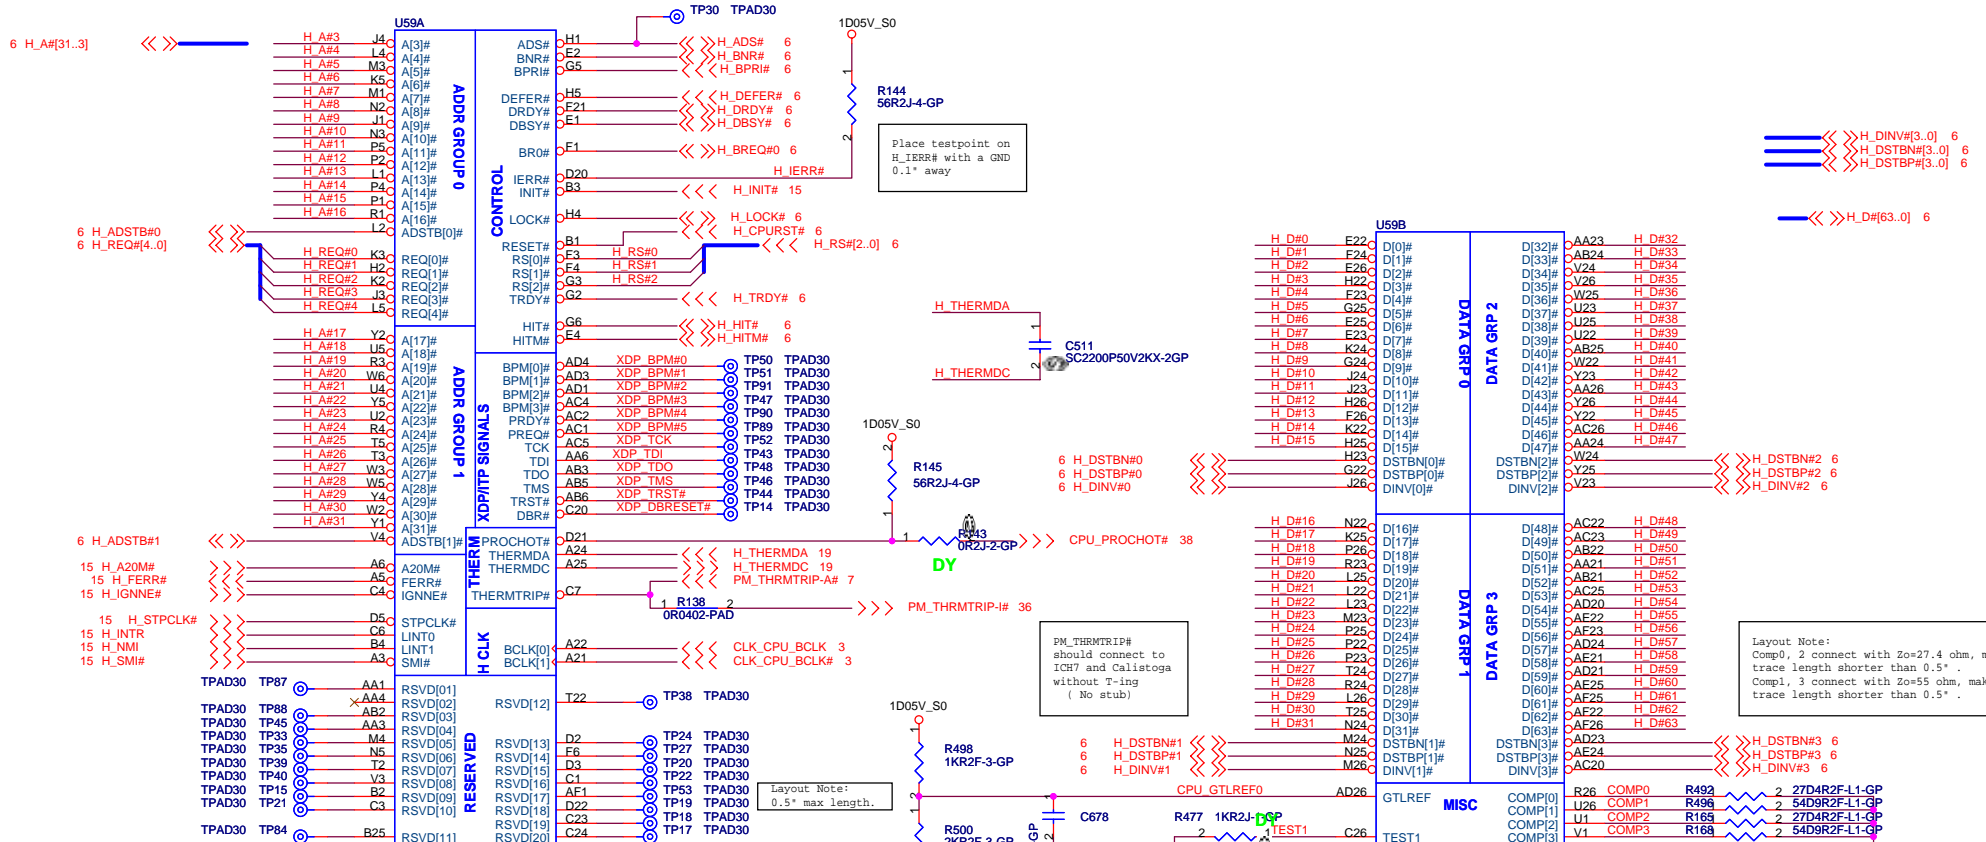 TP30 TPAD30
U59A
1D05V_S0
6 H_A#[31..3]
H_A#3 J4 A[3]# ADS# H1 H_ADS# 6
H_A#4 L4 A[4]# BNR# E2 H_BNR# 6
H_A#5 M3 A[5]# BPRI# G5 H_BPRI# 6
H_A#6 K5 A[6]#
H_A#7 M1 A[7]# DEFER# H5 H_DEFER# 6
H_A#8 N2 A[8]# DRDY# F21 H_DRDY# 6
H_A#9 J1 A[9]# DBSY# E1 H_DBSY# 6
H_A#10 N3 A[10]#
H_A#11 P5 A[11]# BR0# F1 H_BREQ#0 6
H_A#12 P2 A[12]#
H_A#13 L1 A[13]# IERR# D20 H_IERR#
H_A#14 P4 A[14]# INIT# B3 H_INIT# 15
H_A#15 P1 A[15]#
H_A#16 R1 A[16]# LOCK# H4 H_LOCK# 6
6 H_ADSTB#0 L2 ADSTB[0]#
H_CPURST# 6
6 H_REQ#[4..0] RESET# B1 H_RS#[2..0] 6
H_REQ#0 K3 REQ[0]# RS[0]# F3 H_RS#0
H_REQ#1 H2 REQ[1]# RS[1]# F4 H_RS#1
H_REQ#2 K2 REQ[2]# RS[2]# G3 H_RS#2
H_REQ#3 J3 REQ[3]# TRDY# G2 H_TRDY# 6
H_REQ#4 L5 REQ[4]#
HIT# G6 H_HIT# 6
HITM# E4 H_HITM# 6
ADDR GROUP 0
CONTROL
1
R144
56R2J-4-GP
2
Place testpoint on
H_IERR# with a GND
0.1" away
H_A#17 Y2 A[17]#
H_A#18 U5 A[18]#
H_A#19 R3 A[19]# BPM[0]# AD4 XDP_BPM#0 TP50 TPAD30
H_A#20 W6 A[20]# BPM[1]# AD3 XDP_BPM#1 TP51 TPAD30
H_A#21 U4 A[21]# BPM[2]# AD1 XDP_BPM#2 TP91 TPAD30
H_A#22 Y5 A[22]# BPM[3]# AC4 XDP_BPM#3 TP47 TPAD30
H_A#23 U2 A[23]# PRDY# AC2 XDP_BPM#4 TP90 TPAD30
H_A#24 R4 A[24]# PREQ# AC1 XDP_BPM#5 TP89 TPAD30
H_A#25 T5 A[25]# TCK AC5 XDP_TCK TP52 TPAD30
H_A#26 T3 A[26]# TDI AA6 XDP_TDI TP43 TPAD30
H_A#27 W3 A[27]# TDO AB3 XDP_TDO TP48 TPAD30
H_A#28 W5 A[28]# TMS AB5 XDP_TMS TP46 TPAD30
H_A#29 Y4 A[29]# TRST# AB6 XDP_TRST# TP44 TPAD30
H_A#30 W2 A[30]# DBR# C20 XDP_DBRESET# TP14 TPAD30
H_A#31 Y1 A[31]#
6 H_ADSTB#1 V4 ADSTB[1]# PROCHOT# D21
ADDR GROUP 1
XDP/ITP SIGNALS
THERMDA A24 H_THERMDA 19
15 H_A20M# A6 A20M# THERMDC A25 H_THERMDC 19
15 H_FERR# A5 FERR# PM_THRMTRIP-A# 7
15 H_IGNNE# C4 IGNNE# THERMTRIP# C7
THERM
1 R138 2
0R0402-PAD
PM_THRMTRIP-I# 36
15 H_STPCLK# D5 STPCLK#
15 H_INTR C6 LINT0
15 H_NMI B4 LINT1 BCLK[0] A22 CLK_CPU_BCLK 3
15 H_SMI# A3 SMI# BCLK[1] A21 CLK_CPU_BCLK# 3
H CLK
H_THERMDA
1
C511
SC2200P50V2KX-2GP
2
H_THERMDC
1D05V_S0
2
R145
56R2J-4-GP
1
1
0R2J-2-GP
DY
CPU_PROCHOT# 38
PM_THRMTRIP#
should connect to
ICH7 and Calistoga
without T-ing
( No stub)
TPAD30 TP87 AA1 RSVD[01]
AA4 RSVD[02] RSVD[12] T22 TP38 TPAD30
TPAD30 TP88 AB2 RSVD[03]
TPAD30 TP45 AA3 RSVD[04]
TPAD30 TP33 M4 RSVD[05] RSVD[13] D2 TP24 TPAD30
TPAD30 TP35 N5 RSVD[06] RSVD[14] F6 TP27 TPAD30
TPAD30 TP39 T2 RSVD[07] RSVD[15] D3 TP20 TPAD30
TPAD30 TP40 V3 RSVD[08] RSVD[16] C1 TP22 TPAD30
TPAD30 TP15 B2 RSVD[09] RSVD[17] AF1 TP53 TPAD30
TPAD30 TP21 C3 RSVD[10] RSVD[18] D22 TP19 TPAD30
RSVD[19] C23 TP18 TPAD30
TPAD30 TP84 B25 RSVD[11] RSVD[20] C24 TP17 TPAD30
RESERVED
Layout Note:
0.5" max length.
1D05V_S0
1
R498
1KR2F-3-GP
2
CPU_GTLREF0
1
R500
2KR2F-3-GP
1
C678
2
R477 1KR2J-
2
DY
1
TEST1
H_DINV#[3..0] 6
H_DSTBN#[3..0] 6
H_DSTBP#[3..0] 6
H_D#[63..0] 6
U59B
H_D#0 E22 D[0]# D[32]# AA23 H_D#32
H_D#1 F24 D[1]# D[33]# AB24 H_D#33
H_D#2 E26 D[2]# D[34]# V24 H_D#34
H_D#3 H22 D[3]# D[35]# V26 H_D#35
H_D#4 F23 D[4]# D[36]# W25 H_D#36
H_D#5 G25 D[5]# D[37]# U23 H_D#37
H_D#6 E25 D[6]# D[38]# U25 H_D#38
H_D#7 E23 D[7]# D[39]# U22 H_D#39
H_D#8 K24 D[8]# D[40]# AB25 H_D#40
H_D#9 G24 D[9]# D[41]# W22 H_D#41
H_D#10 J24 D[10]# D[42]# Y23 H_D#42
H_D#11 J23 D[11]# D[43]# AA26 H_D#43
H_D#12 H26 D[12]# D[44]# Y26 H_D#44
H_D#13 F26 D[13]# D[45]# Y22 H_D#45
H_D#14 K22 D[14]# D[46]# AC26 H_D#46
H_D#15 H25 D[15]# D[47]# AA24 H_D#47
6 H_DSTBN#0 H23 DSTBN[0]# DSTBN[2]# W24 H_DSTBN#2 6
6 H_DSTBP#0 G22 DSTBP[0]# DSTBP[2]# Y25 H_DSTBP#2 6
6 H_DINV#0 J26 DINV[0]# DINV[2]# V23 H_DINV#2 6
DATA GRP 0
DATA GRP 2
H_D#16 N22 D[16]# D[48]# AC22 H_D#48
H_D#17 K25 D[17]# D[49]# AC23 H_D#49
H_D#18 P26 D[18]# D[50]# AB22 H_D#50
H_D#19 R23 D[19]# D[51]# AA21 H_D#51
H_D#20 L25 D[20]# D[52]# AB21 H_D#52
H_D#21 L22 D[21]# D[53]# AC25 H_D#53
H_D#22 L23 D[22]# D[54]# AD20 H_D#54
H_D#23 M23 D[23]# D[55]# AE22 H_D#55
H_D#24 P25 D[24]# D[56]# AF23 H_D#56
H_D#25 P22 D[25]# D[57]# AD24 H_D#57
H_D#26 P23 D[26]# D[58]# AE21 H_D#58
H_D#27 T24 D[27]# D[59]# AD21 H_D#59
H_D#28 R24 D[28]# D[60]# AE25 H_D#60
H_D#29 L26 D[29]# D[61]# AF25 H_D#61
H_D#30 T25 D[30]# D[62]# AF22 H_D#62
H_D#31 N24 D[31]# D[63]# AF26 H_D#63
6 H_DSTBN#1 M24 DSTBN[1]# DSTBN[3]# AD23 H_DSTBN#3 6
6 H_DSTBP#1 N25 DSTBP[1]# DSTBP[3]# AE24 H_DSTBP#3 6
6 H_DINV#1 M26 DINV[1]# DINV[3]# AC20 H_DINV#3 6
DATA GRP 1
DATA GRP 3
Layout Note:
Comp0, 2 connect with Zo=27.4 ohm, m
trace length shorter than 0.5" .
Comp1, 3 connect with Zo=55 ohm, mak
trace length shorter than 0.5" .
AD26 GTLREF COMP[0] R26 COMP0 R492 2 27D4R2F-L1-GP
MISC COMP[1] U26 COMP1 R496 2 54D9R2F-L1-GP
COMP[2] U1 COMP2 R165 2 27D4R2F-L1-GP
C26 TEST1 COMP[3] V1 COMP3 R168 2 54D9R2F-L1-GP